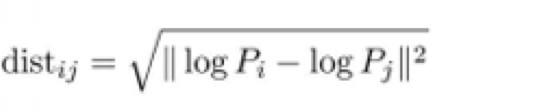 dist_{ij} = \sqrt{\| \log P_i - \log P_j \|^2}